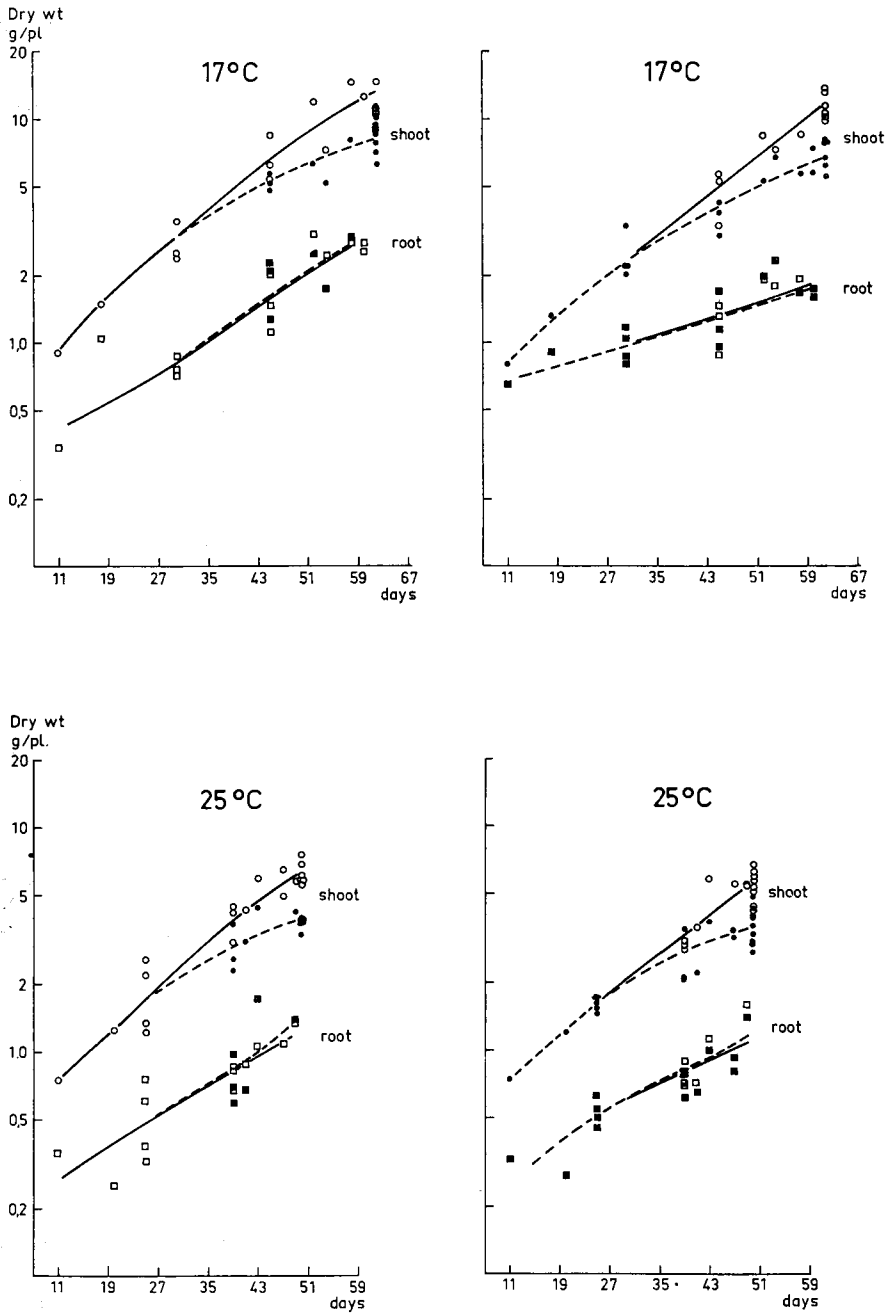 Dry wt
g/pl
17°C
17°C
20
10
5
2
1,0
0,5
0,2
shoot
root
shoot
root
11 19 27 35 43 51 59 67
days
11 19 27 35 43 51 59 67
days
Dry wt
g/pl.
25°C
25°C
20
10
5
2
1,0
0,5
0,2
shoot
root
shoot
root
11 19 27 35 43 51 59
days
11 19 27 35 43 51 59
days